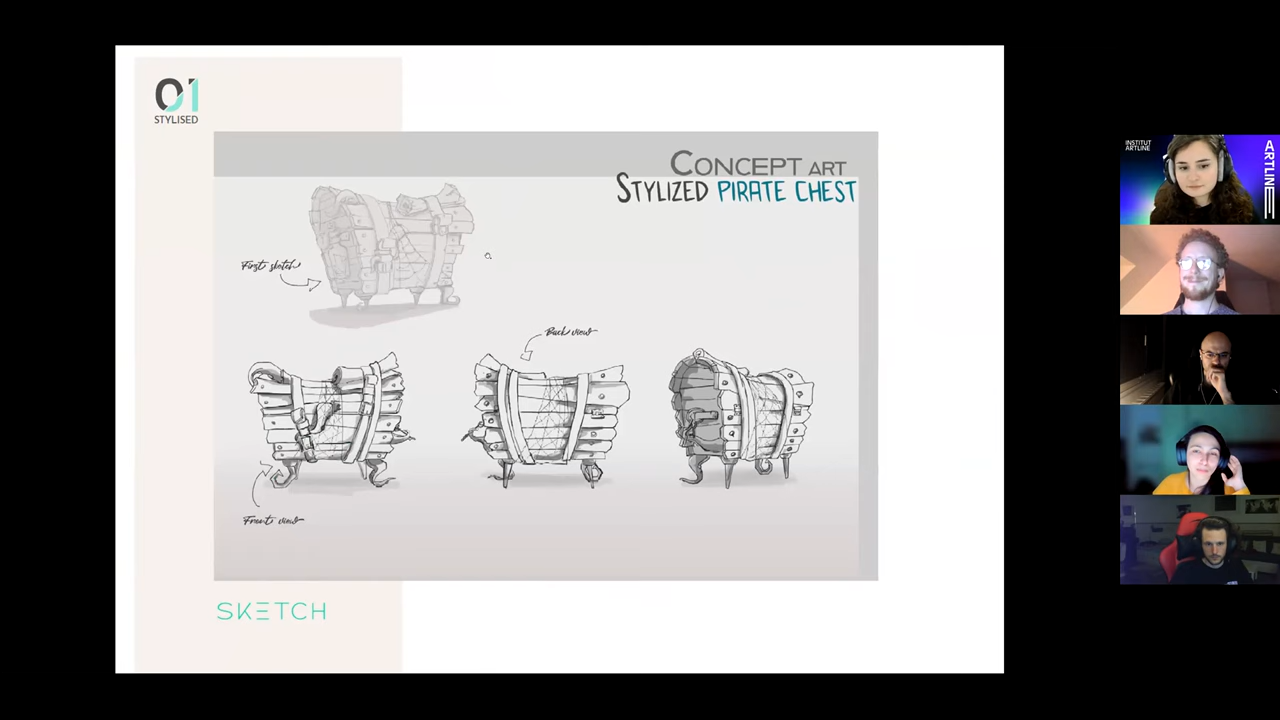 01
STYLISED
CONCEPT ART
STYLIZED PIRATE CHEST
First sketch
Back view
Front view
SKETCH
INSTITUT
ARTLINE
ARTLINE